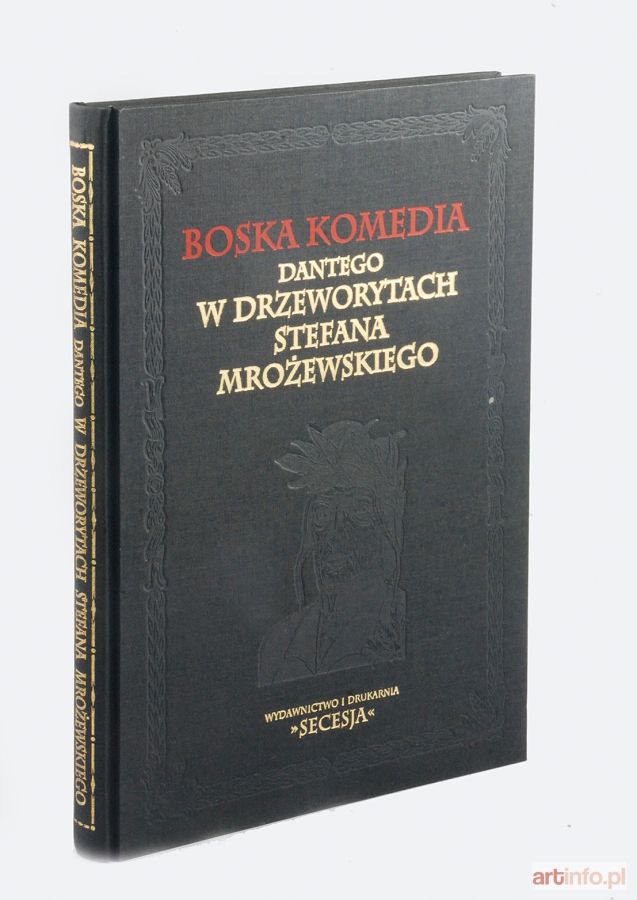 BOSKA KOMEDIA
DANTEGO
W DRZEWORYTACH
STEFANA
MROŻEWSKIEGO
WYDAWNICTWO I DRUKARNIA
»SECESJA«
BOSKA KOMEDIA DANTEGO W DRZEWORYTACH STEFANA MROŻEWSKIEGO
artinfo.pl